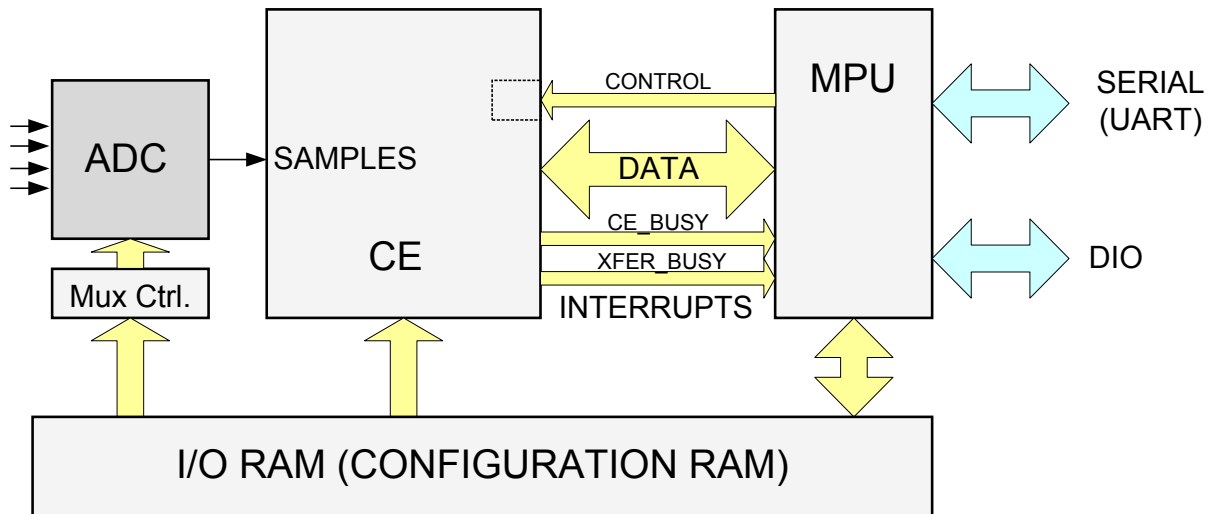 CONTROL
MPU
SERIAL
(UART)
ADC
SAMPLES
DATA
CE_BUSY
CE
XFER_BUSY
DIO
Mux Ctrl.
INTERRUPTS
I/O RAM (CONFIGURATION RAM)